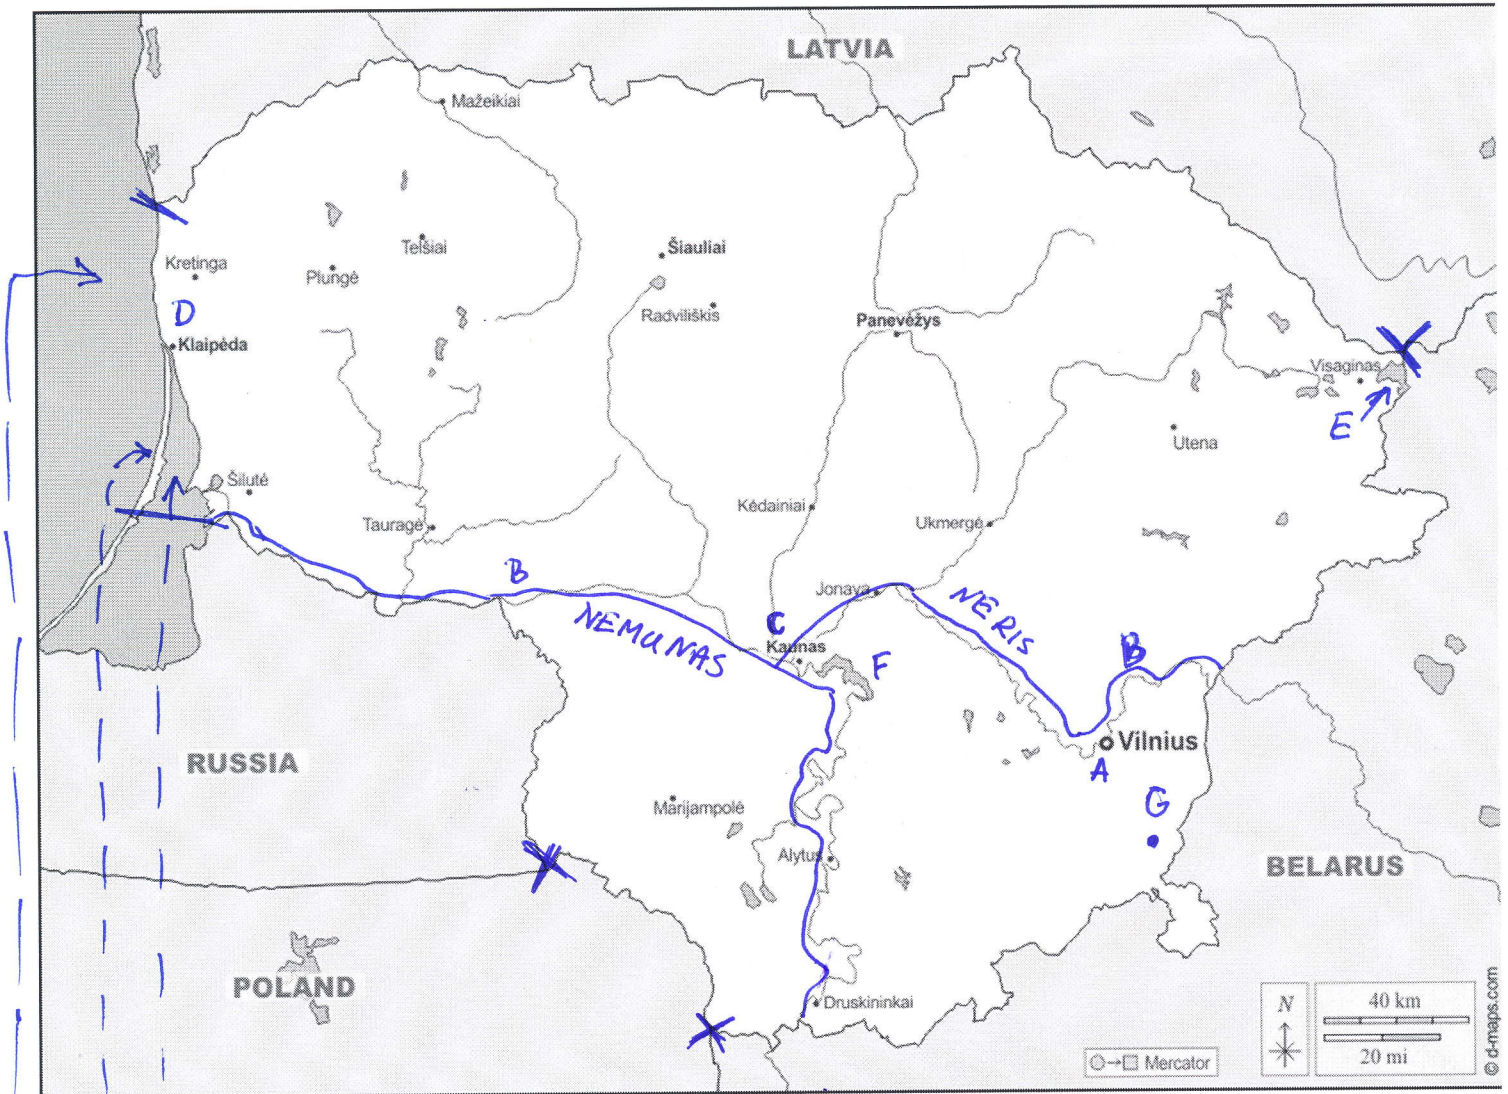 LATVIA
Mažeikiai
Telšiai
Šiauliai
Kretinga
Plungė
D
Radviliškis
Panevėžys
Klaipėda
Visaginas
E
Utena
Šilutė
Kėdainiai
Ukmergė
Tauragė
B
Jonava
NERIS
NEMUNAS
C
Kaunas
F
B
Vilnius
A
RUSSIA
G
Marijampolė
Alytus
BELARUS
POLAND
Druskininkai
N
40 km
20 mi
Mercator
© d-maps.com